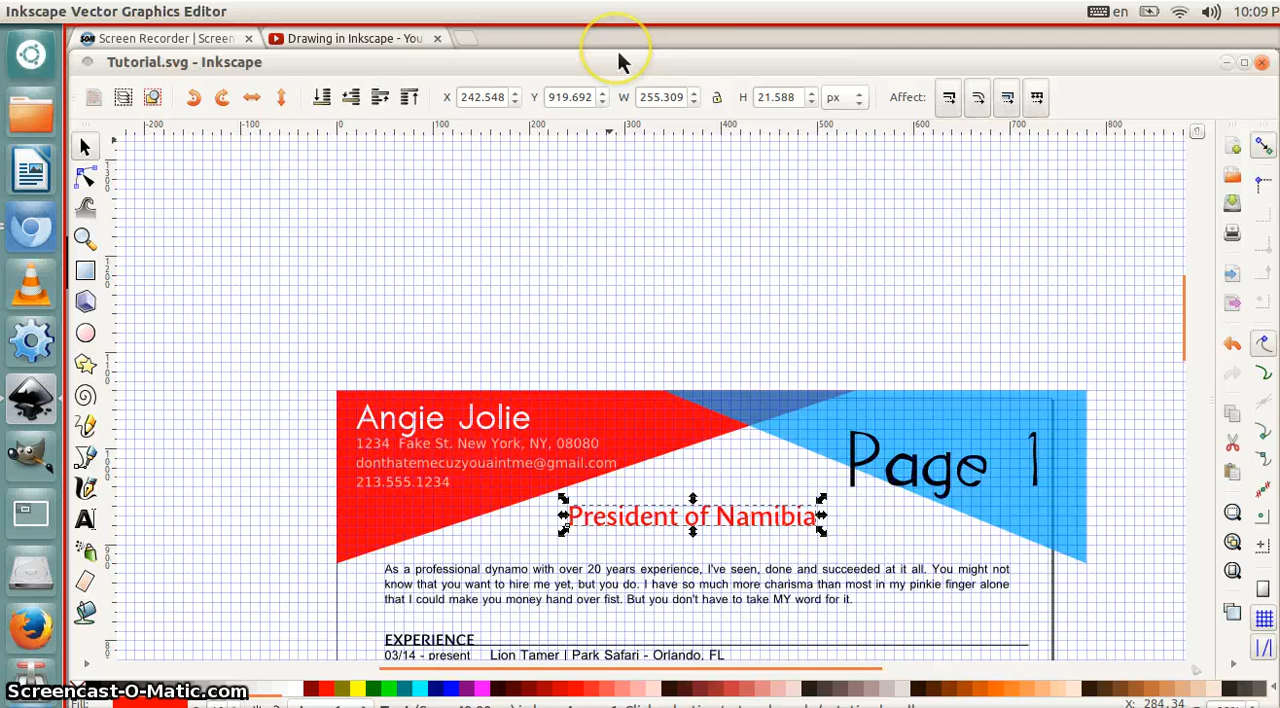 Inkscape Vector Graphics Editor
en
10:09 P
Screen Recorder | Screen
Drawing in Inkscape - You
Tutorial.svg - Inkscape
X 242.548 Y 919.692 W 255.309 H 21.588 px Affect:
-200 -100 0 100 200 300 400 500 600 700 800
Angie Jolie
1234 Fake St. New York, NY, 08080
donthatemecuzyouaintme@gmail.com
213.555.1234
Page 1
President of Namibia
As a professional dynamo with over 20 years experience, I've seen, done and succeeded at it all. You might not
know that you want to hire me yet, but you do. I have so much more charisma than most in my pinkie finger alone
that I could make you money hand over fist. But you don't have to take MY word for it.
EXPERIENCE
03/14 - present Lion Tamer | Park Safari - Orlando, FL
Screencast-O-Matic.com
Fill:
X: 284.34